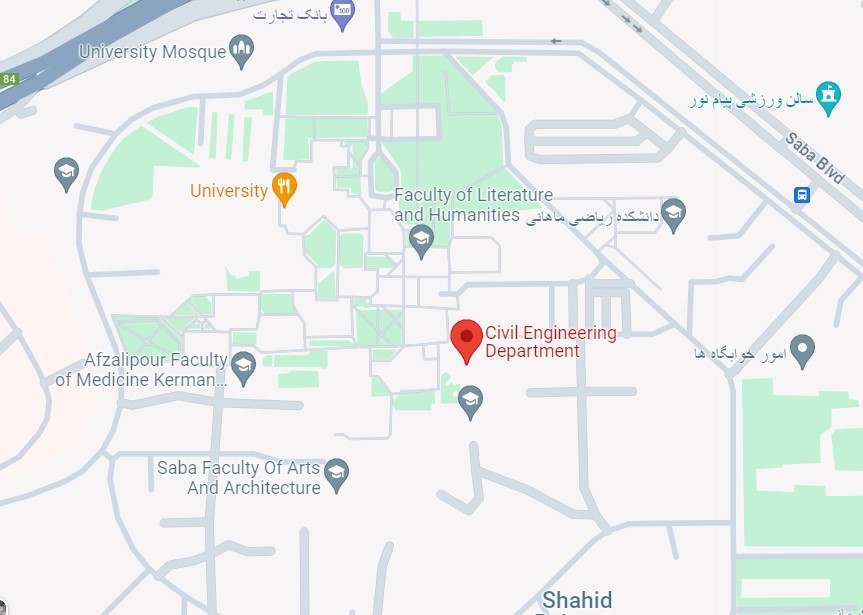 بانک تجارت
University Mosque
84
سالن ورزشی پیام نور
Saba Blvd
University
Faculty of Literature
and Humanities
دانشکده ریاضی ماهانی
Civil Engineering
Department
امور خوابگاه ها
Afzalipour Faculty
of Medicine Kerman...
Saba Faculty Of Arts
And Architecture
Shahid